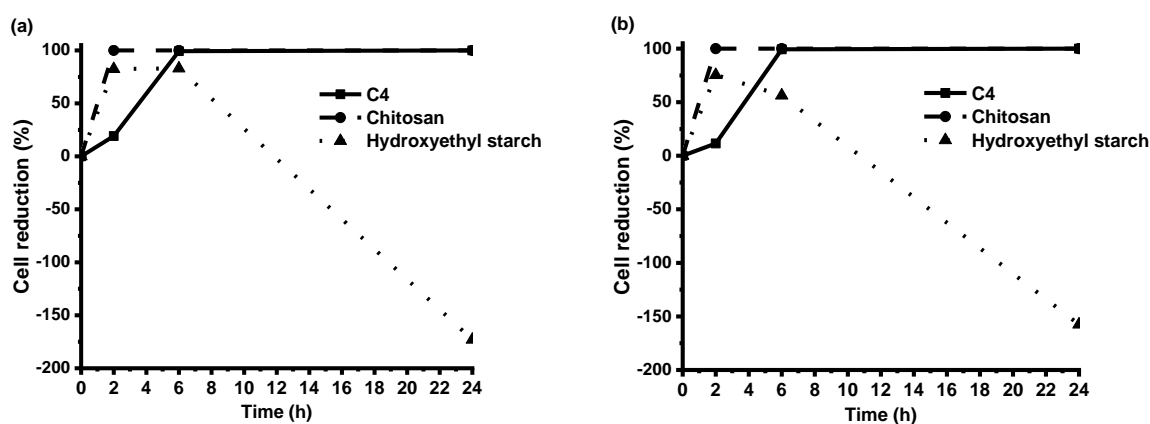 (a)
100
50
0
-50
-100
-150
-200
Cell reduction (%)
C4
Chitosan
Hydroxyethyl starch
0 2 4 6 8 10 12 14 16 18 20 22 24
Time (h)
(b)
100
50
0
-50
-100
-150
-200
Cell reduction (%)
C4
Chitosan
Hydroxyethyl starch
0 2 4 6 8 10 12 14 16 18 20 22 24
Time (h)